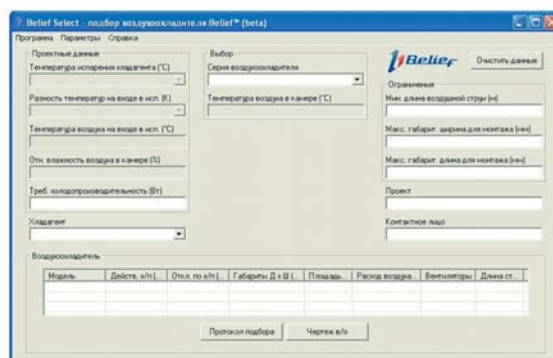 Belief Select - подбор воздухоохладителя Belief™ (beta)
Программа Параметры Справка
Проектные данные
Температура испарения хладагента (°C)
Разность температур на входе в исп. (K)
Температура воздуха на входе в исп. (°C)
Отн. влажность воздуха в камере (%)
Треб. холодопроизводительность (Вт)
Хладагент
Выбор
Серия воздухоохладителя
Температура воздуха в камере (°C)
Belief
Очистить данные
Ограничения
Мин. длина воздушной струи (м)
Макс. габарит. ширина для монтажа (мм)
Макс. габарит. длина для монтажа (мм)
Проект
Контактное лицо
Воздухоохладитель
Модель Действ. х/п (... Откл. по х/п (... Габариты Д х Ш (... Площадь... Расход воздуха... Вентиляторы Длина ст...
Протокол подбора Чертеж в/о